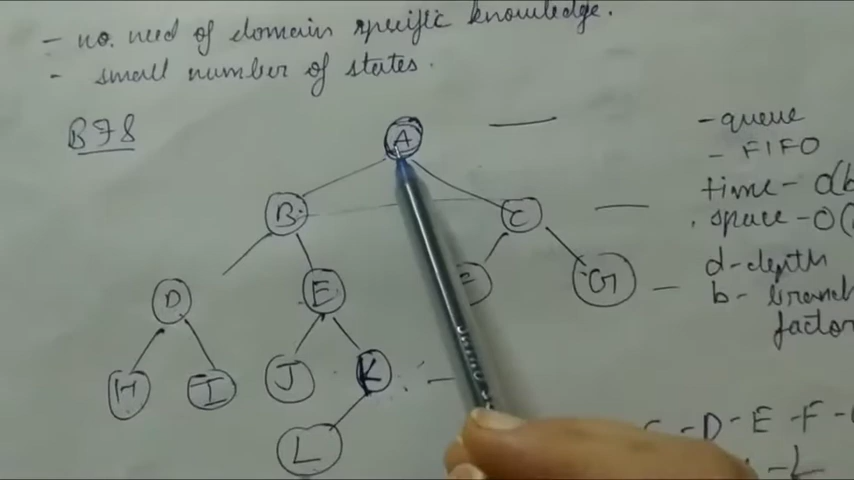 - no. need of domain specific knowledge.
- small number of states.
BFS
- queue
- FIFO
time - O(b
space - O(
d - depth
b - branch
factor
A
B C
D E F G
H I J K
L
- D - E - F -
- L